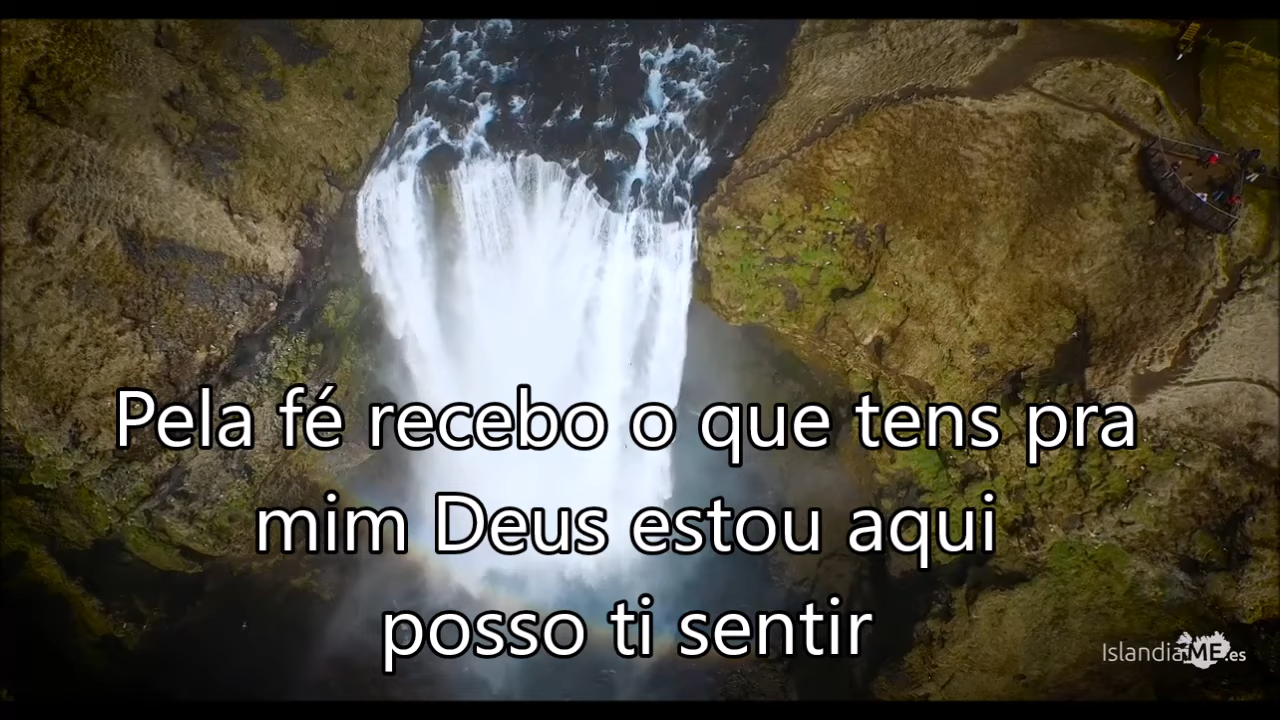 Pela fé recebo o que tens pra
mim Deus estou aqui
posso ti sentir
IslandiaME.es